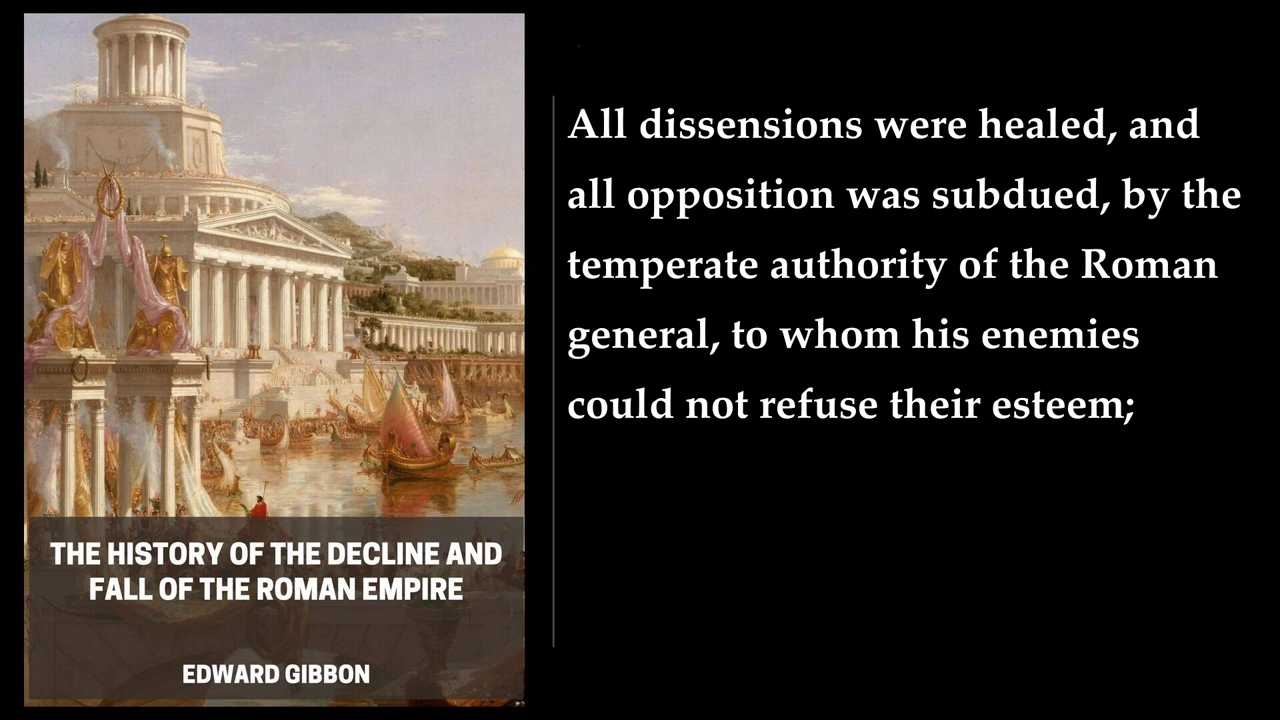 THE HISTORY OF THE DECLINE AND
FALL OF THE ROMAN EMPIRE
EDWARD GIBBON
All dissensions were healed, and
all opposition was subdued, by the
temperate authority of the Roman
general, to whom his enemies
could not refuse their esteem;